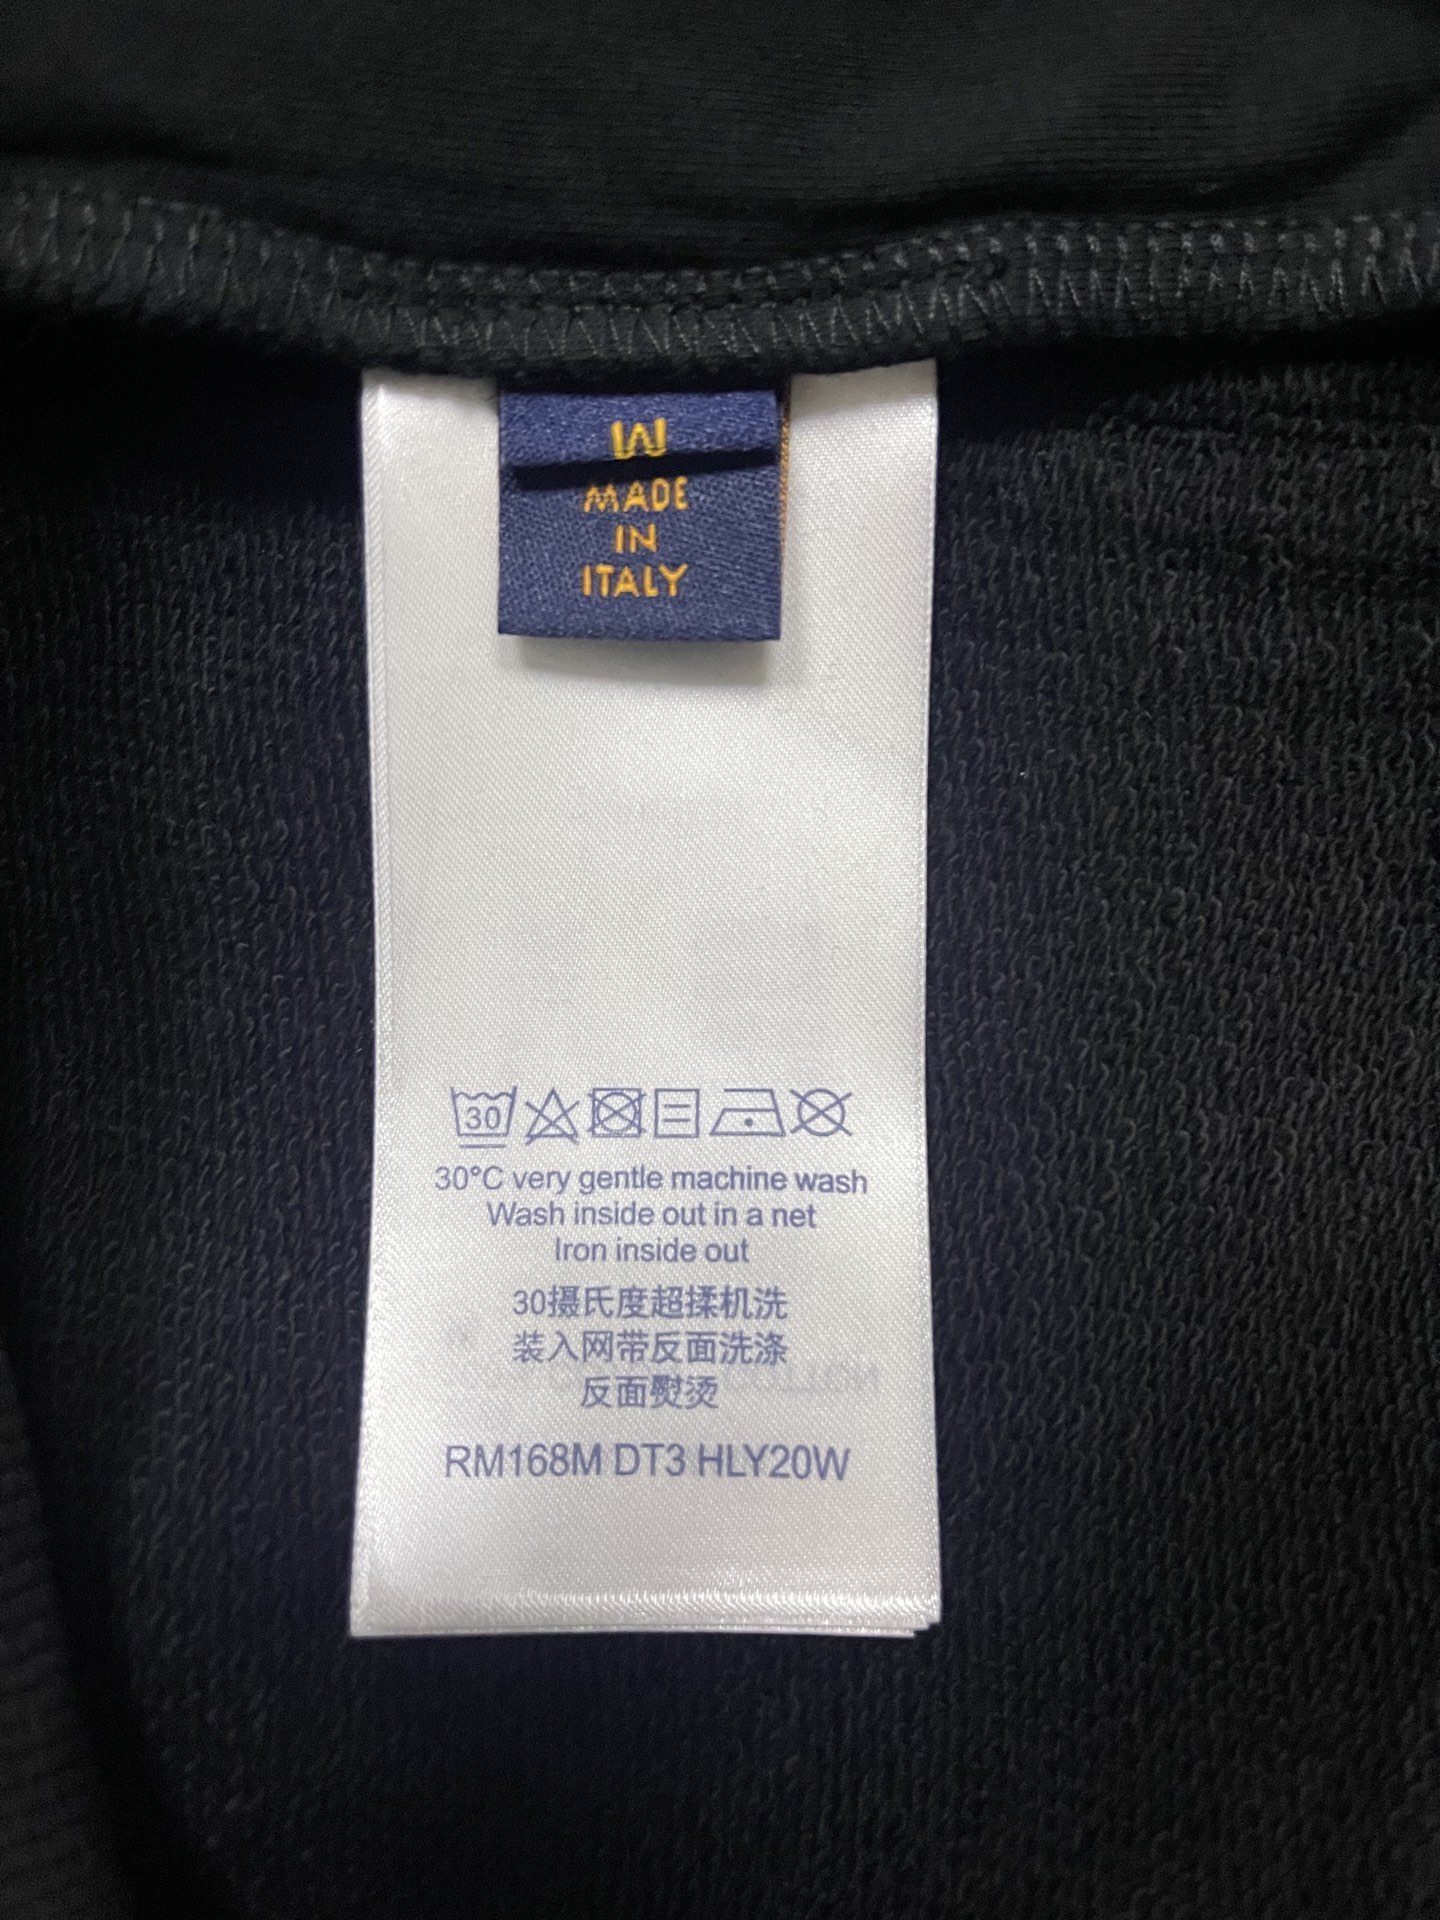 M
MADE
IN
ITALY
30
30°C very gentle machine wash
Wash inside out in a net
Iron inside out
30摄氏度超揉机洗
装入网带反面洗涤
反面熨烫
RM168M DT3 HLY20W